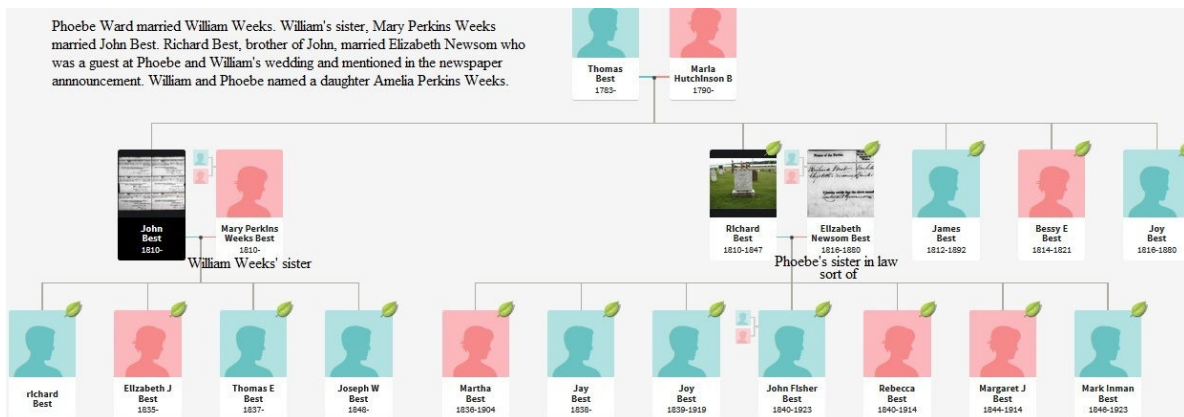 Phoebe Ward married William Weeks. William's sister, Mary Perkins Weeks
married John Best. Richard Best, brother of John, married Elizabeth Newsom who
was a guest at Phoebe and William's wedding and mentioned in the newspaper
annnouncement. William and Phoebe named a daughter Amelia Perkins Weeks.
Thomas
Best
1783-
Maria
Hutchinson B
1790-
John
Best
1810-
Mary Perkins
Weeks Best
1810-
William Weeks' sister
Richard
Best
1810-1847
Elizabeth
Newsom Best
1816-1880
Phoebe's sister in law
sort of
James
Best
1812-1892
Bessy E
Best
1814-1821
Joy
Best
1816-1880
richard
Best
Elizabeth J
Best
1835-
Thomas E
Best
1837-
Joseph W
Best
1846-
Martha
Best
1836-1904
Jay
Best
1838-
Joy
Best
1839-1919
John Fisher
Best
1840-1923
Rebecca
Best
1840-1914
Margaret J
Best
1844-1914
Mark Inman
Best
1846-1923